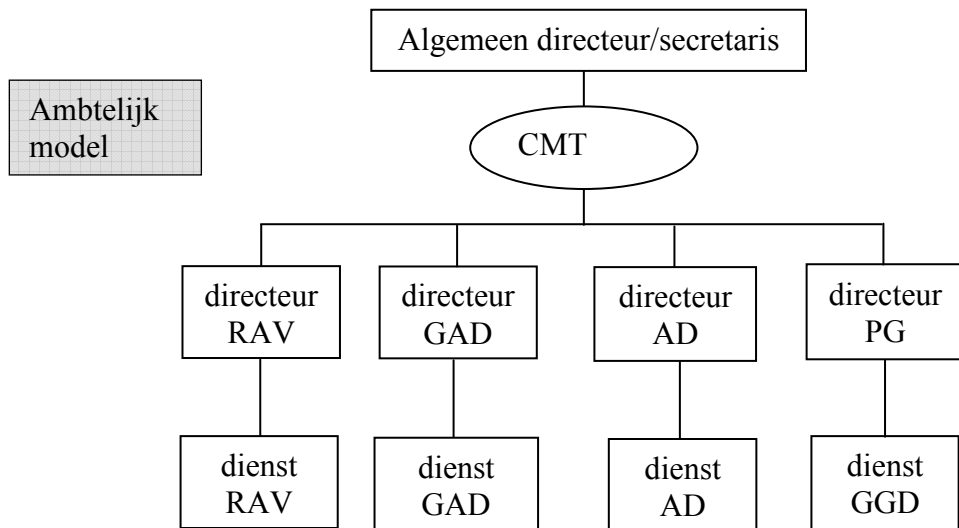 Algemeen directeur/secretaris
Ambtelijk
model
CMT
directeur
RAV
directeur
GAD
directeur
AD
directeur
PG
dienst
RAV
dienst
GAD
dienst
AD
dienst
GGD